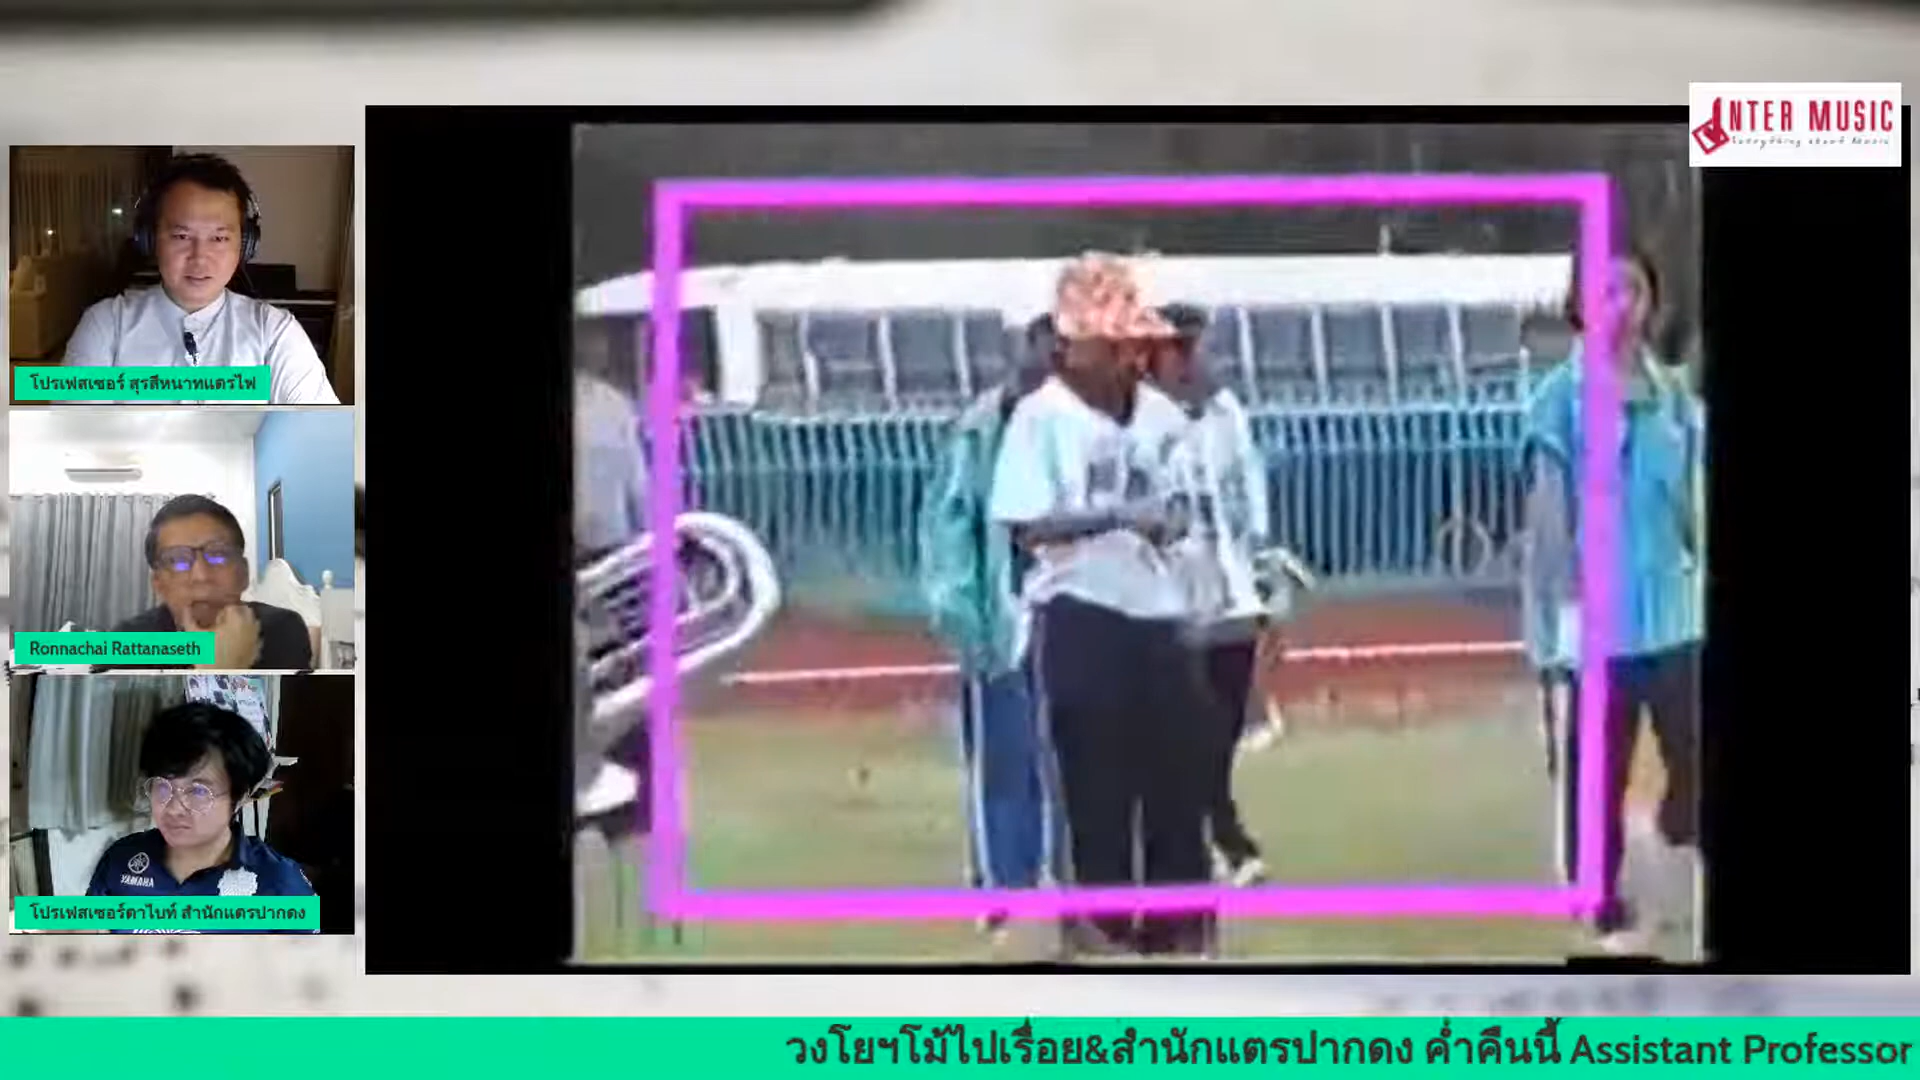 INTER MUSIC
Everything about Music
โปรเฟสเซอร์ สุรสีหนาทแตรไฟ
Ronnachai Rattanaseth
YAMAHA
โปรเฟสเซอร์ตาไบท์ สำนักแตรปากดง
วงโยฯโม้ไปเรื่อย&สำนักแตรปากดง ค่ำคืนนี้ Assistant Professor